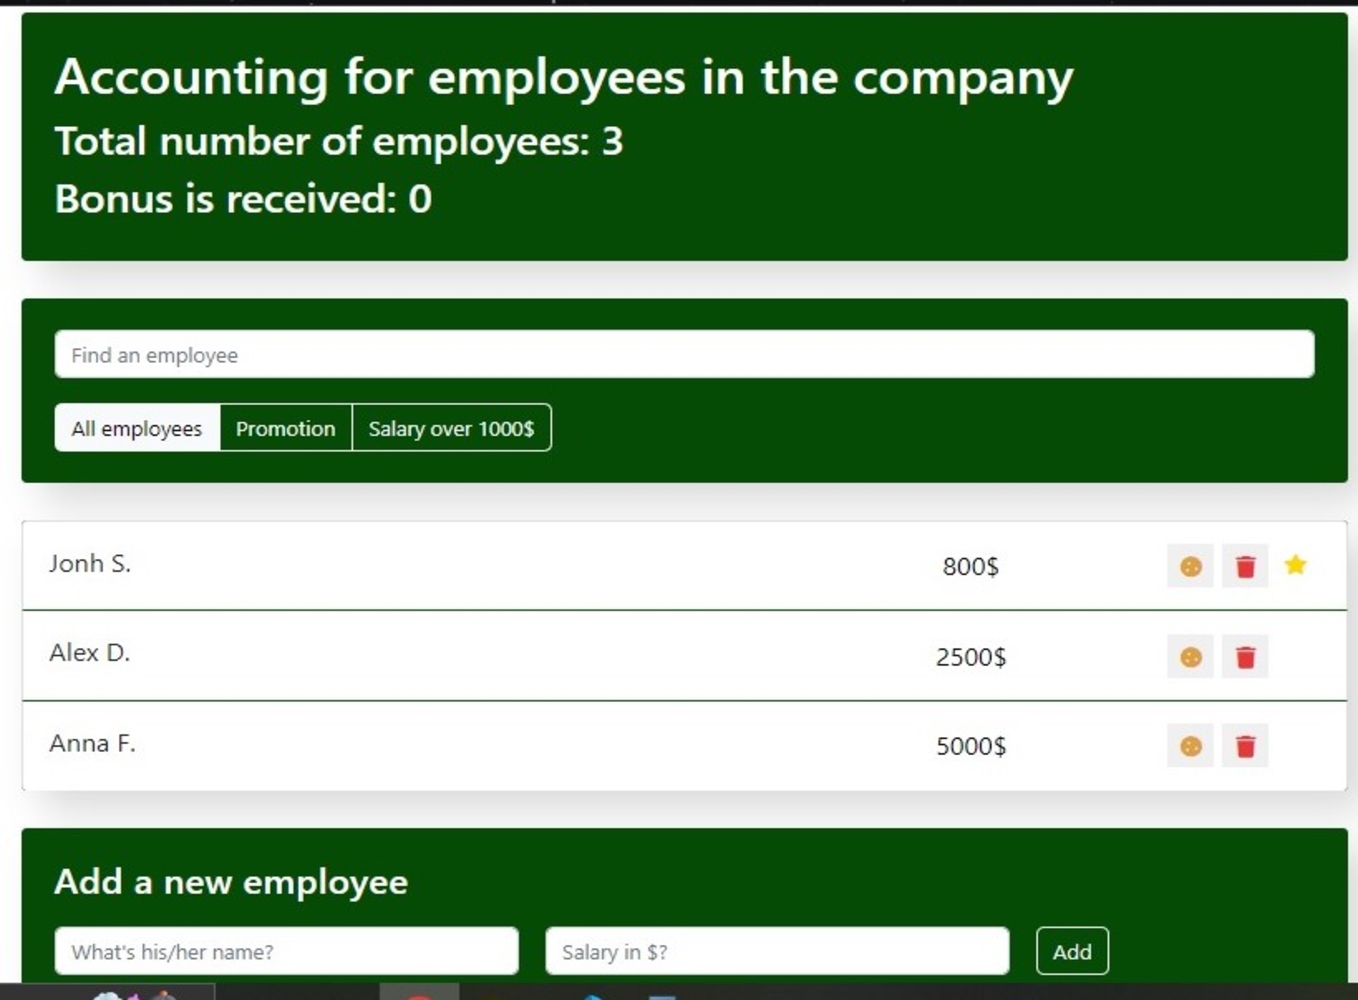 Accounting for employees in the company
Total number of employees: 3
Bonus is received: 0
Find an employee
All employees Promotion Salary over 1000$
Jonh S. 800$
Alex D. 2500$
Anna F. 5000$
Add a new employee
What's his/her name? Salary in $? Add